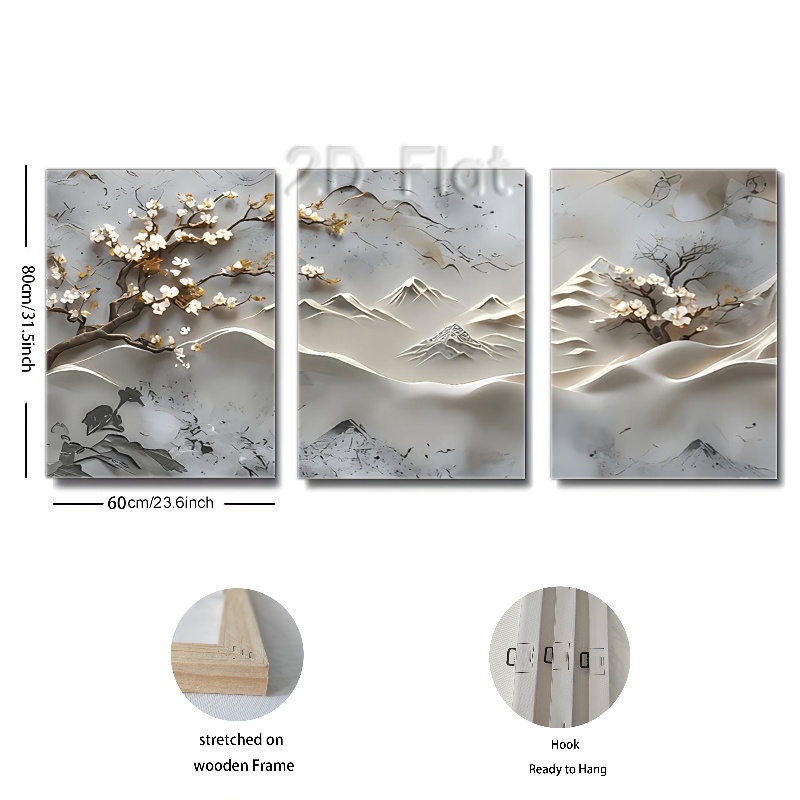 2D Flat
80cm/31.5inch
60cm/23.6inch
stretched on
wooden Frame
Hook
Ready to Hang